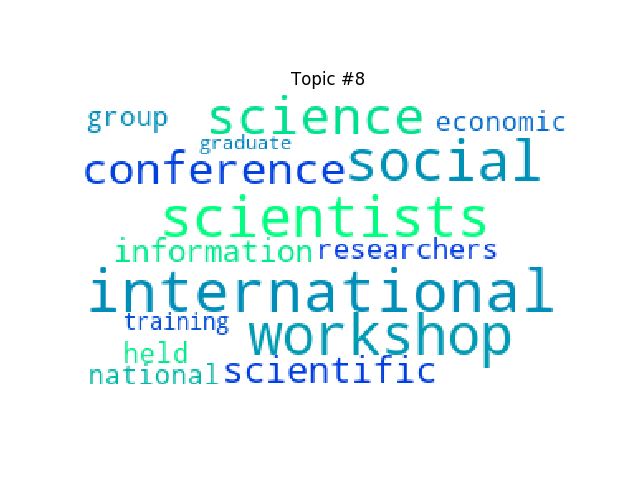 Topic #8
group science economic
graduate
conference social
scientists
information researchers
international
training workshop
held
national scientific